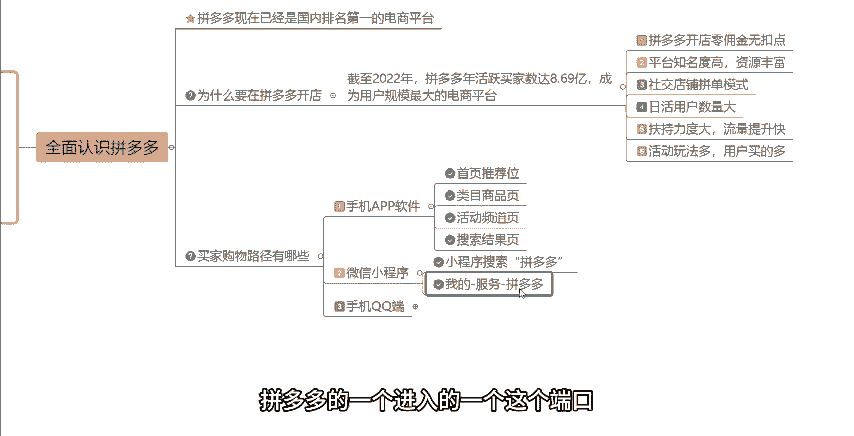 拼多多现在已经是国内排名第一的电商平台
全面认识拼多多
为什么要在拼多多开店
截至2022年，拼多多年活跃买家数达8.69亿，成
为用户规模最大的电商平台
1 拼多多开店零佣金无扣点
2 平台知名度高，资源丰富
3 社交店铺拼单模式
4 日活用户数量大
5 扶持力度大，流量提升快
6 活动玩法多，用户买的多
买家购物路径有哪些
1 手机APP软件
首页推荐位
类目商品页
活动频道页
搜索结果页
2 微信小程序
小程序搜索“拼多多”
我的-服务-拼多多
3 手机QQ端
拼多多的一个进入的一个这个端口